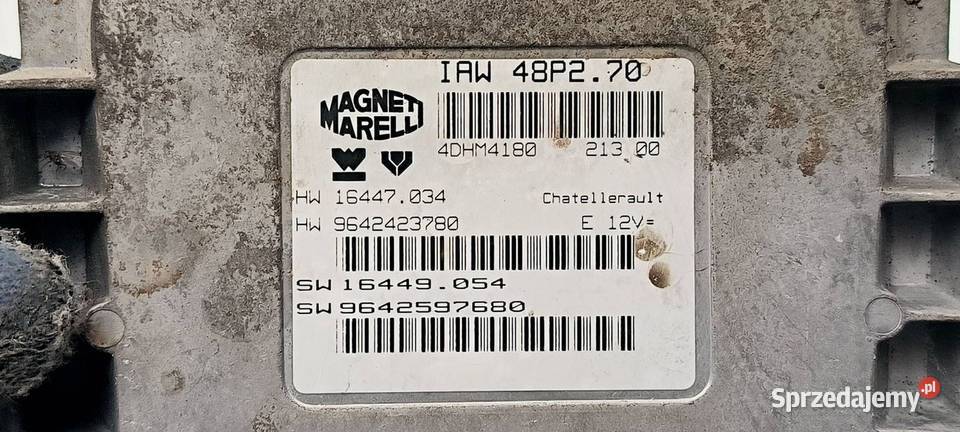 IAW 48P2.70
MAGNETI
MARELLI
4DHM4180 213 00
HW 16447.034 Chatellerault
HW 9642423780 E 12V=
SW 16449.054
SW 9642597680
Sprzedajemy.pl